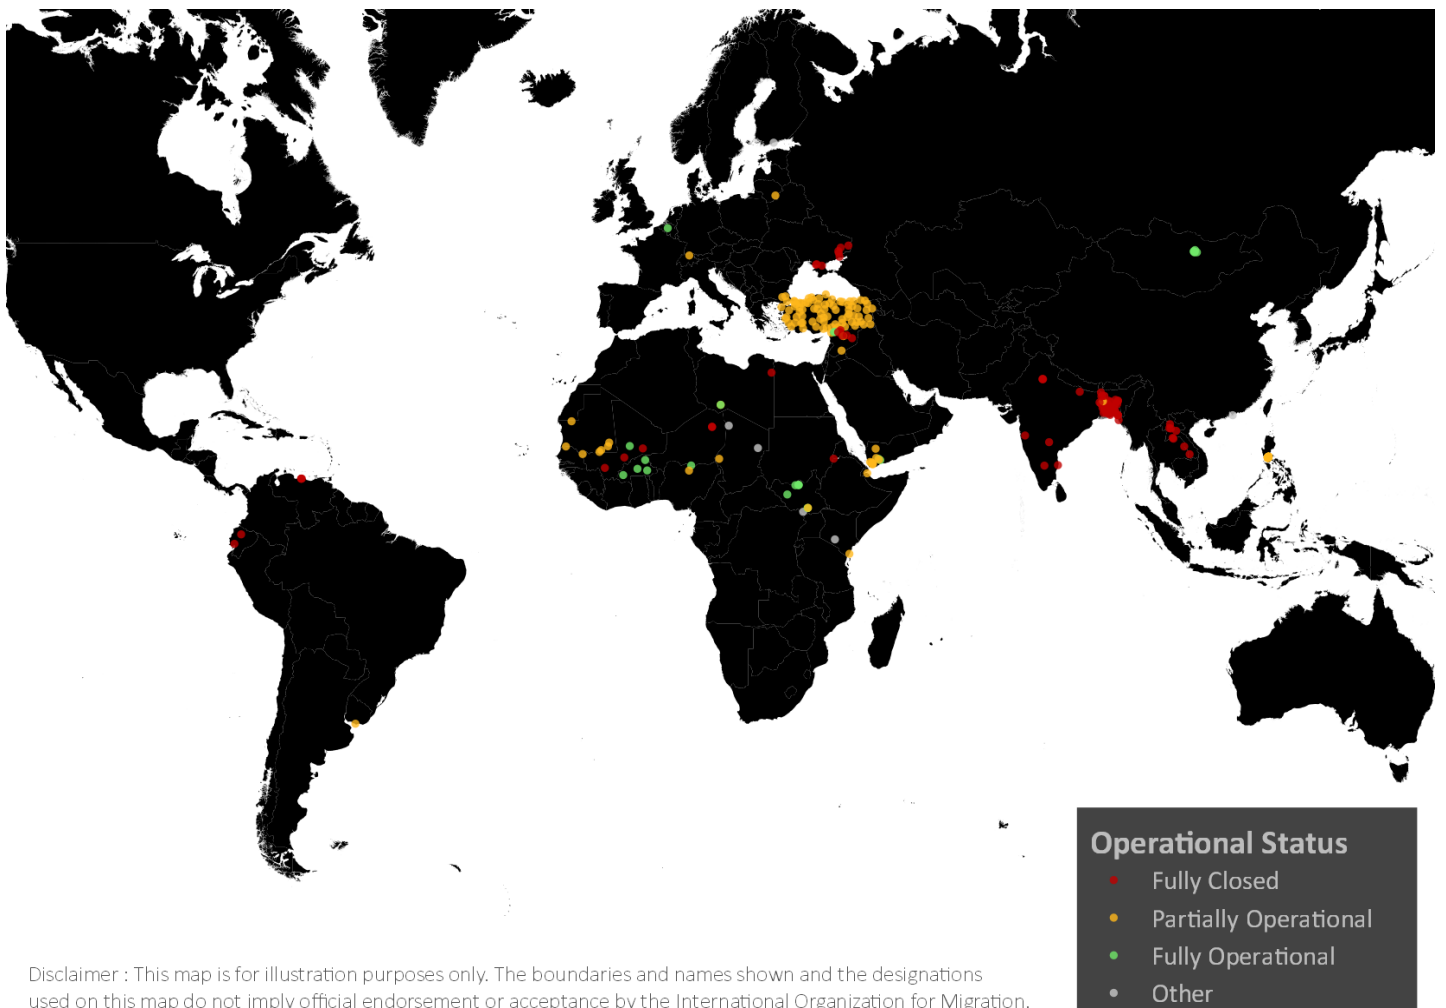 Operational Status
Fully Closed
Partially Operational
Fully Operational
Other
Disclaimer : This map is for illustration purposes only. The boundaries and names shown and the designations
used on this map do not imply official endorsement or acceptance by the International Organization for Migration.